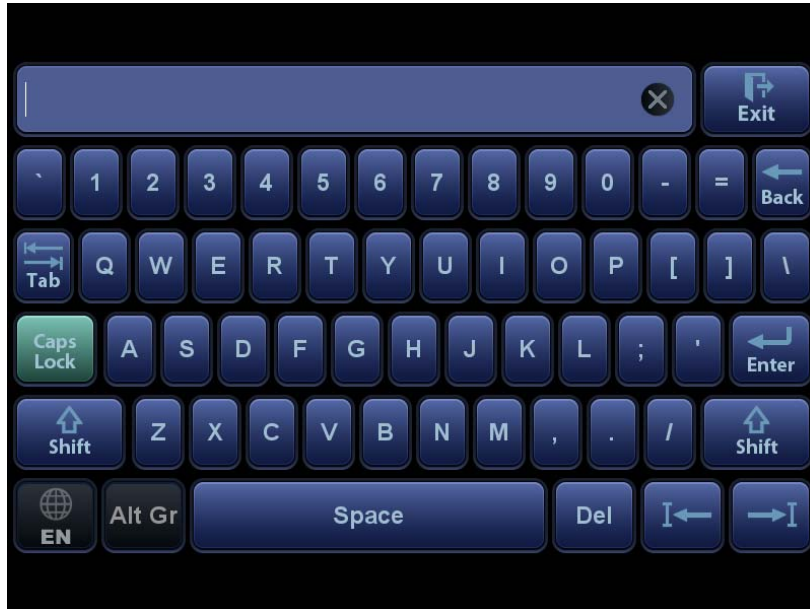 Exit
` 1 2 3 4 5 6 7 8 9 0 - = Back
Tab Q W E R T Y U I O P [ ] \
Caps Lock A S D F G H J K L ; ' Enter
Shift Z X C V B N M , . / Shift
EN Alt Gr Space Del